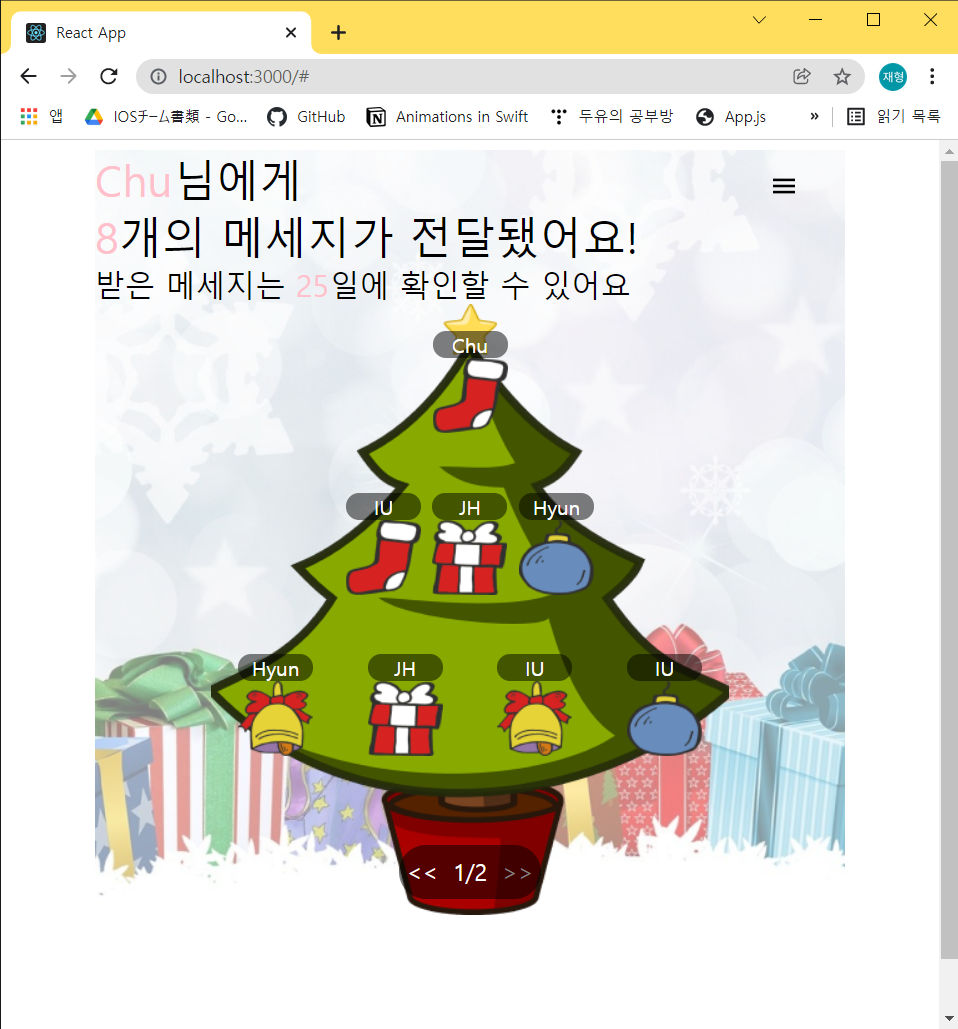 React App
localhost:3000/#
재형
앱 IOSチーム書類 - Go... GitHub Animations in Swift 두유의 공부방 App.js » 읽기 목록
Chu님에게
8개의 메세지가 전달됐어요!
받은 메세지는 25일에 확인할 수 있어요
Chu
IU JH Hyun
Hyun JH IU IU
<< 1/2 >>